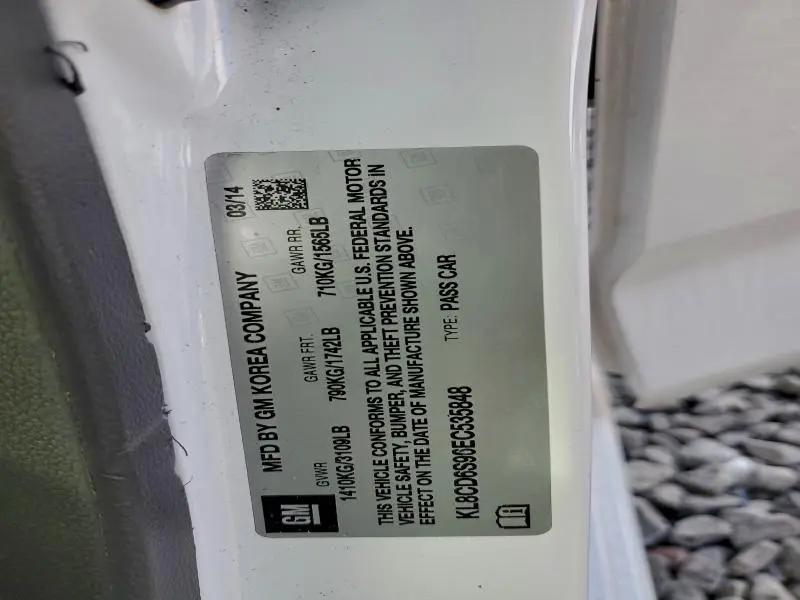 GM
MFD BY GM KOREA COMPANY 03/14
GVWR GAWR FRT. GAWR RR.
1410KG/3109LB 790KG/1742LB 710KG/1565LB
THIS VEHICLE CONFORMS TO ALL APPLICABLE U.S. FEDERAL MOTOR
VEHICLE SAFETY, BUMPER, AND THEFT PREVENTION STANDARDS IN
EFFECT ON THE DATE OF MANUFACTURE SHOWN ABOVE.
KL8CD6S96EC535848 TYPE: PASS CAR